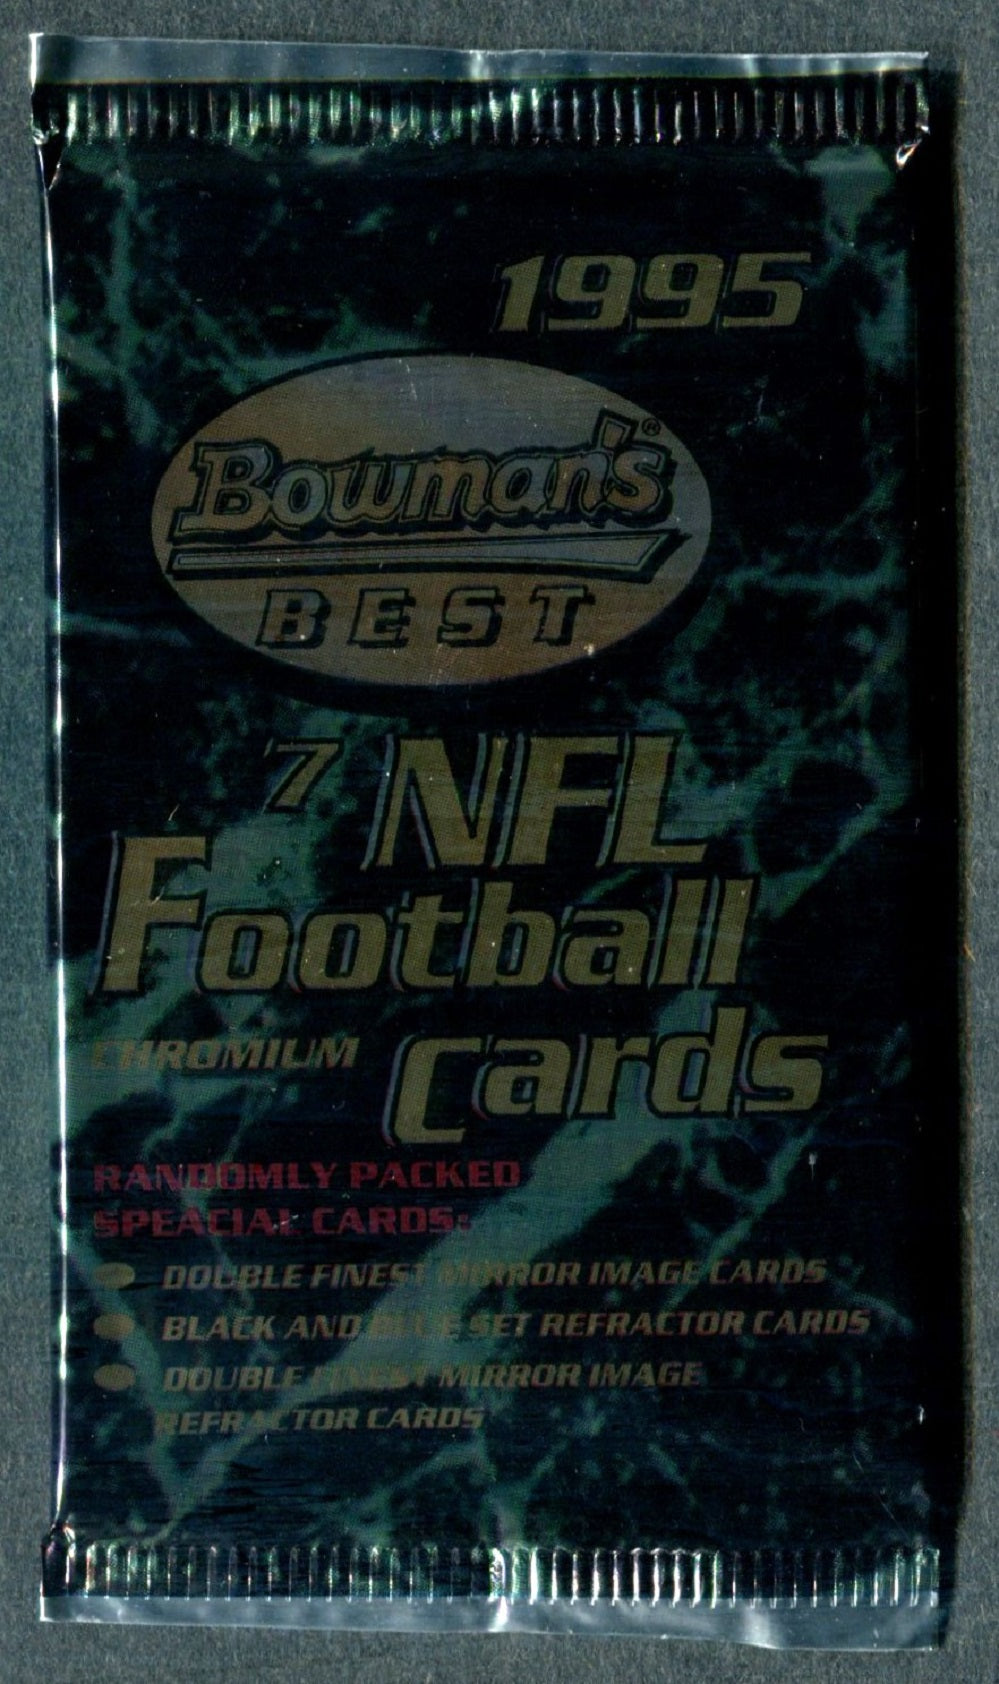 1995
Bowman's®
BEST
7 NFL
Football
CHROMIUM Cards
RANDOMLY PACKED
SPEACIAL CARDS:
DOUBLE FINEST MIRROR IMAGE CARDS
BLACK AND BLUE SET REFRACTOR CARDS
DOUBLE FINEST MIRROR IMAGE
REFRACTOR CARDS